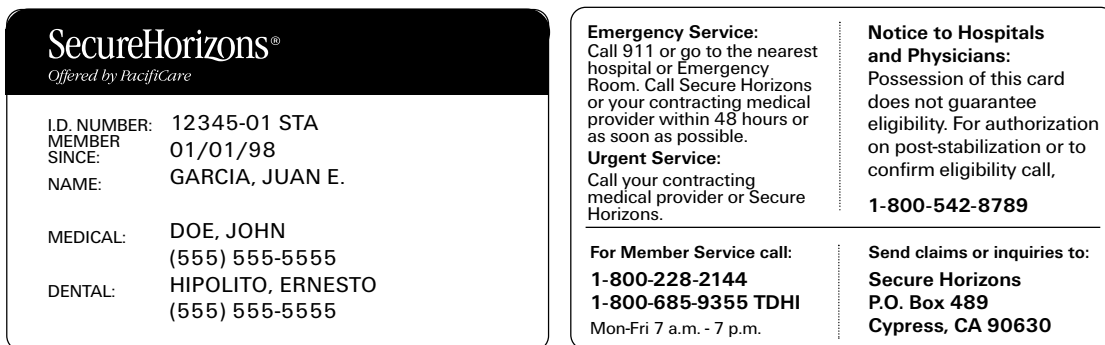 SecureHorizons®
Offered by PacifiCare
I.D. NUMBER: 12345-01 STA
MEMBER
SINCE: 01/01/98
NAME: GARCIA, JUAN E.
MEDICAL: DOE, JOHN
(555) 555-5555
DENTAL: HIPOLITO, ERNESTO
(555) 555-5555
Emergency Service:
Call 911 or go to the nearest
hospital or Emergency
Room. Call Secure Horizons
or your contracting medical
provider within 48 hours or
as soon as possible.
Urgent Service:
Call your contracting
medical provider or Secure
Horizons.
Notice to Hospitals
and Physicians:
Possession of this card
does not guarantee
eligibility. For authorization
on post-stabilization or to
confirm eligibility call,
1-800-542-8789
For Member Service call:
1-800-228-2144
1-800-685-9355 TDHI
Mon-Fri 7 a.m. - 7 p.m.
Send claims or inquiries to:
Secure Horizons
P.O. Box 489
Cypress, CA 90630